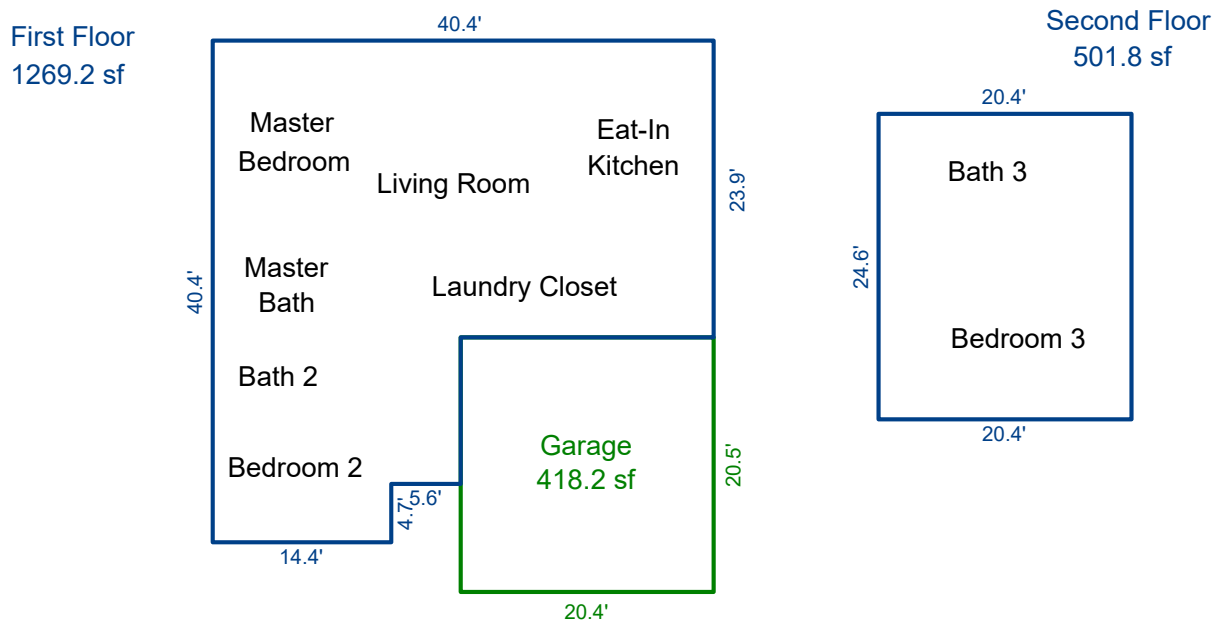 First Floor
1269.2 sf
40.4'
Second Floor
501.8 sf
20.4'
Master
Bedroom
Living Room
Eat-In
Kitchen
23.9'
Bath 3
24.6'
40.4'
Master
Bath
Laundry Closet
Bedroom 3
Bath 2
20.4'
Bedroom 2
Garage
418.2 sf
20.5'
5.6'
4.7'
14.4'
20.4'